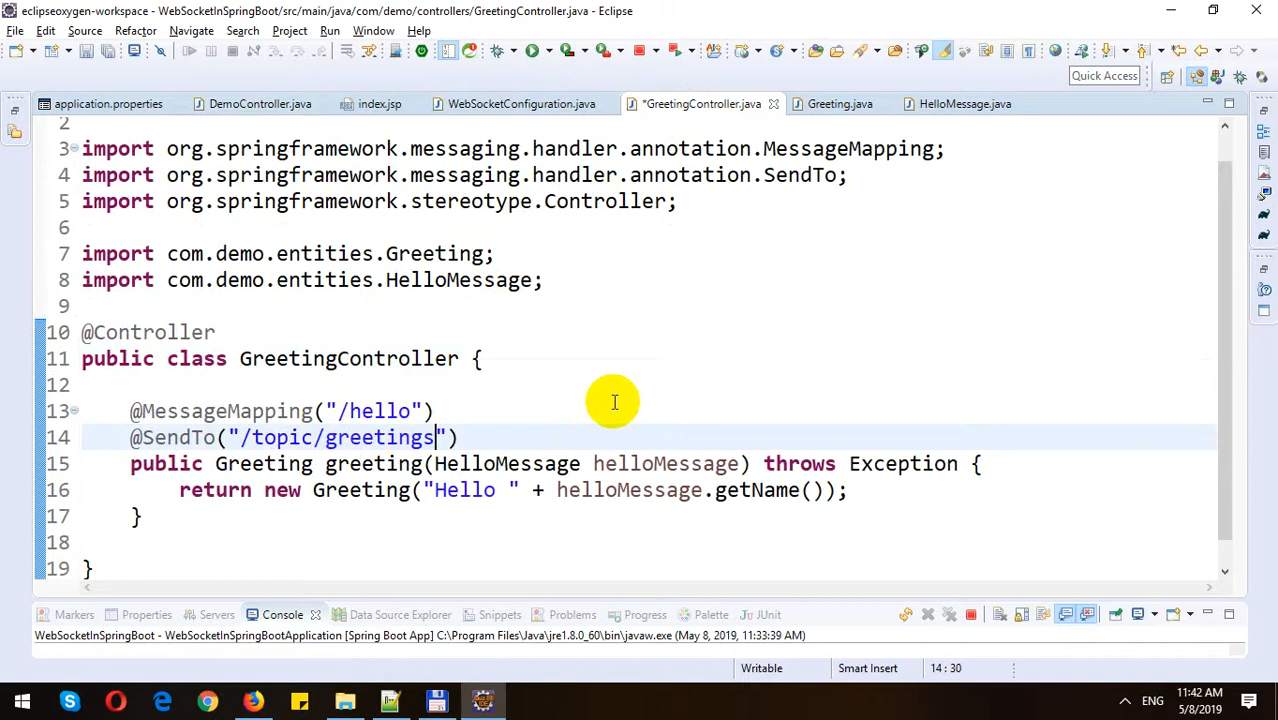 eclipseoxygen-workspace - WebSocketInSpringBoot/src/main/java/com/demo/controllers/GreetingController.java - Eclipse
File Edit Source Refactor Navigate Search Project Run Window Help
Quick Access
application.properties DemoController.java index.jsp WebSocketConfiguration.java *GreetingController.java Greeting.java HelloMessage.java
2
3 import org.springframework.messaging.handler.annotation.MessageMapping;
4 import org.springframework.messaging.handler.annotation.SendTo;
5 import org.springframework.stereotype.Controller;
6
7 import com.demo.entities.Greeting;
8 import com.demo.entities.HelloMessage;
9
10 @Controller
11 public class GreetingController {
12
13 @MessageMapping("/hello")
14 @SendTo("/topic/greetings")
15 public Greeting greeting(HelloMessage helloMessage) throws Exception {
16 return new Greeting("Hello " + helloMessage.getName());
17 }
18
19 }
Markers Properties Servers Console Data Source Explorer Snippets Problems Progress Palette JUnit
WebSocketInSpringBoot - WebSocketInSpringBootApplication [Spring Boot App] C:\Program Files\Java\jre1.8.0_60\bin\javaw.exe (May 8, 2019, 11:33:39 AM)
Writable Smart Insert 14 : 30
ENG 11:42 AM
5/8/2019